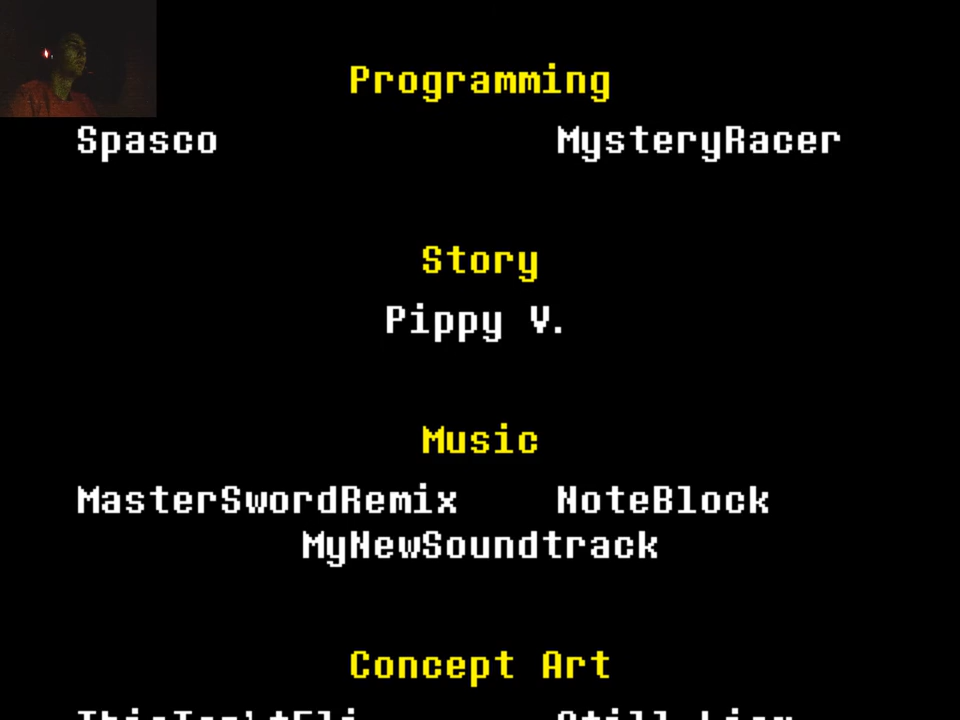 Programming
Spasco MysteryRacer
Story
Pippy V.
Music
MasterSwordRemix NoteBlock
MyNewSoundtrack
Concept Art